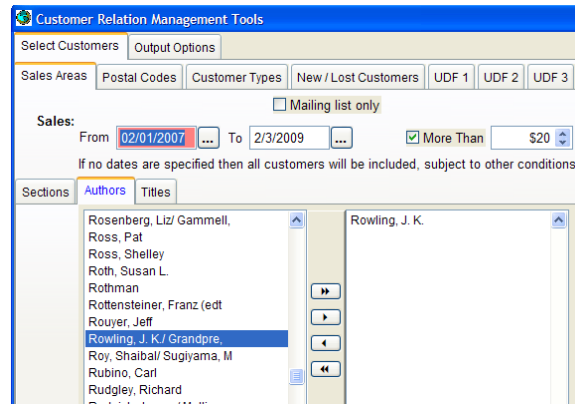 Customer Relation Management Tools
Select Customers Output Options
Sales Areas Postal Codes Customer Types New / Lost Customers UDF 1 UDF 2 UDF 3
Mailing list only
Sales:
From 02/01/2007 ... To 2/3/2009 ... More Than $20
If no dates are specified then all customers will be included, subject to other conditions
Sections Authors Titles
Rosenberg, Liz/ Gammell, Rowling, J. K.
Ross, Pat
Ross, Shelley
Roth, Susan L.
Rothman
Rottensteiner, Franz (edt
Rouyer, Jeff
Rowling, J. K./ Grandpre,
Roy, Shaibal/ Sugiyama, M
Rubino, Carl
Rudgley, Richard